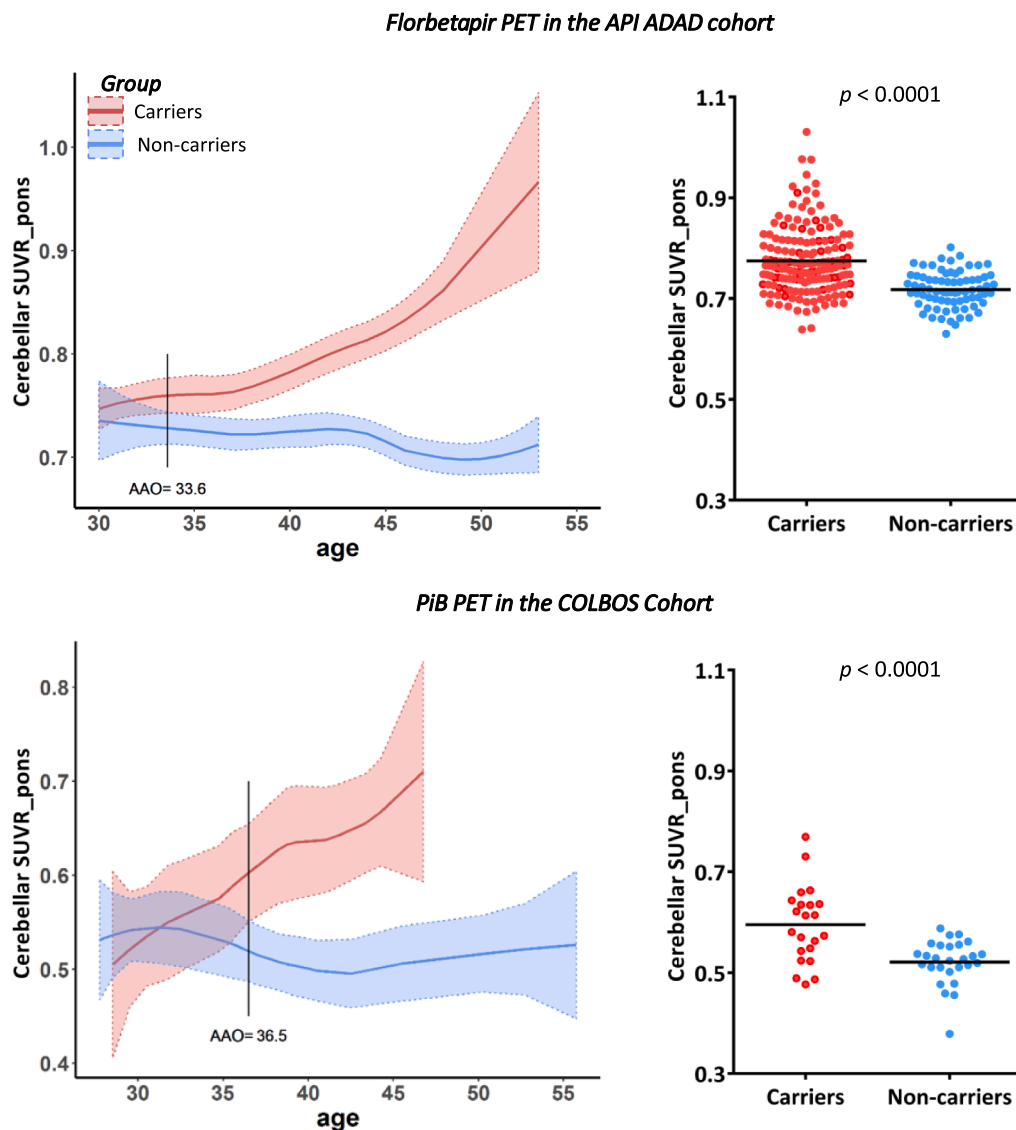 Florbetapir PET in the API ADAD cohort
Group
Carriers
Non-carriers
Cerebellar SUVR_pons
1.0
0.9
0.8
0.7
AAO= 33.6
30 35 40 45 50 55
age
p < 0.0001
Cerebellar SUVR_pons
1.1
0.9
0.7
0.5
0.3
Carriers Non-carriers
PiB PET in the COLBOS Cohort
Cerebellar SUVR_pons
0.8
0.7
0.6
0.5
0.4
AAO= 36.5
30 35 40 45 50 55
age
p < 0.0001
Cerebellar SUVR_pons
1.1
0.9
0.7
0.5
0.3
Carriers Non-carriers